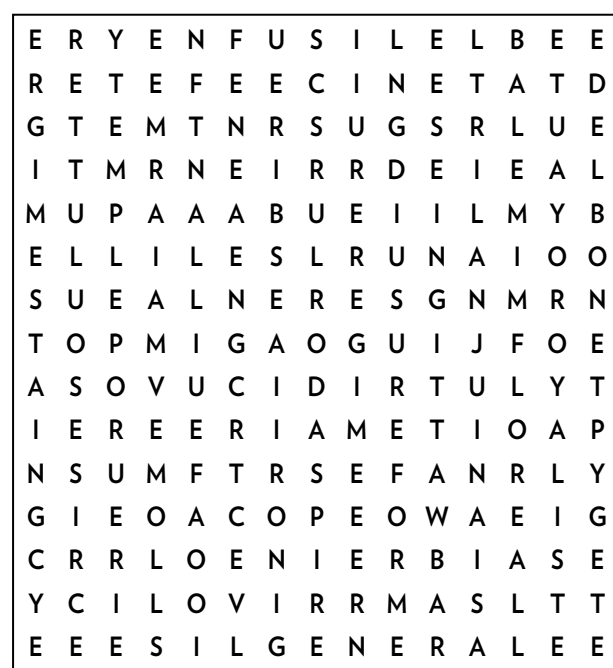 E R Y E N F U S I L E L B E E
R E T E F E E C I N E T A T D
G T E M T N R S U G S R L U E
I T M R N E I R R D E I E A L
M U P A A A B U E I I L M Y B
E L L I L E S L R U N A I O O
S U E A L N E R E S G N M R N
T O P M I G A O G U I J F O E
A S O V U C I D I R T U L Y T
I E R E E R I A M E T I O A P
N S U M F T R S E F A N R L Y
G I E O A C O P E O W A E I G
C R R L O E N I E R B I A S E
Y C I L O V I R R M A S L T T
E E E S I L G E N E R A L E E